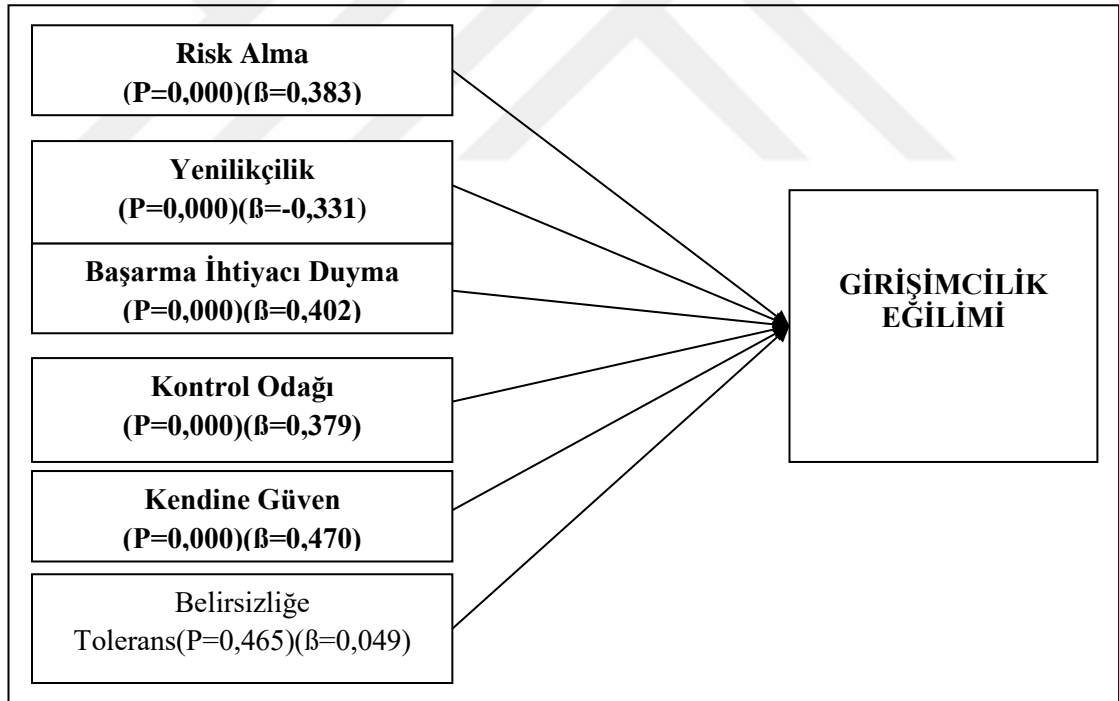 Risk Alma
(P=0,000)(ß=0,383)
Yenilikçilik
(P=0,000)(ß=-0,331)
Başarma İhtiyacı Duyma
(P=0,000)(ß=0,402)
Kontrol Odağı
(P=0,000)(ß=0,379)
Kendine Güven
(P=0,000)(ß=0,470)
Belirsizliğe
Tolerans(P=0,465)(ß=0,049)
GİRİŞİMCİLİK
EĞİLİMİ